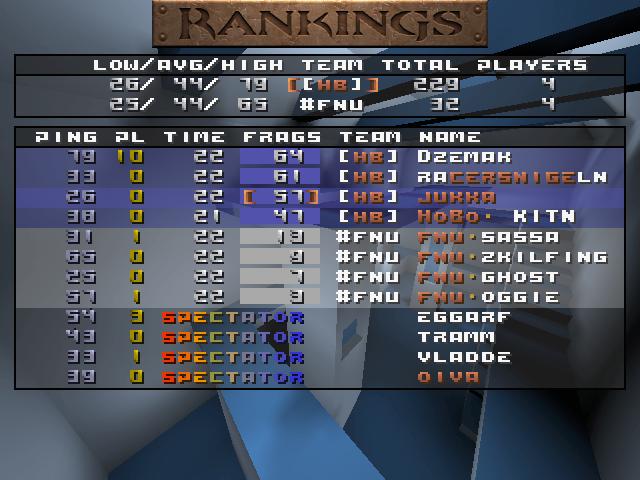 RANKINGS
LOW/AVG/HIGH TEAM TOTAL PLAYERS
26/ 44/ 79 [[HB]] 229 4
25/ 44/ 65 #FNU 32 4
PING PL TIME FRAGS TEAM NAME
79 10 22 64 [HB] DZEMAK
33 0 22 61 [HB] RACERSNIGELN
26 0 22 [ 57] [HB] JUKKA
38 0 21 47 [HB] HOBO· KITN
31 1 22 13 #FNU FNU·SASSA
65 0 22 #FNU FNU·ZKILFING
25 0 22 7 #FNU FNU·GHOST
57 1 22 #FNU FNU·OGGIE
54 3 SPECTATOR EGGARF
43 0 SPECTATOR TRAMM
33 1 SPECTATOR VLADDE
39 0 SPECTATOR OIVA